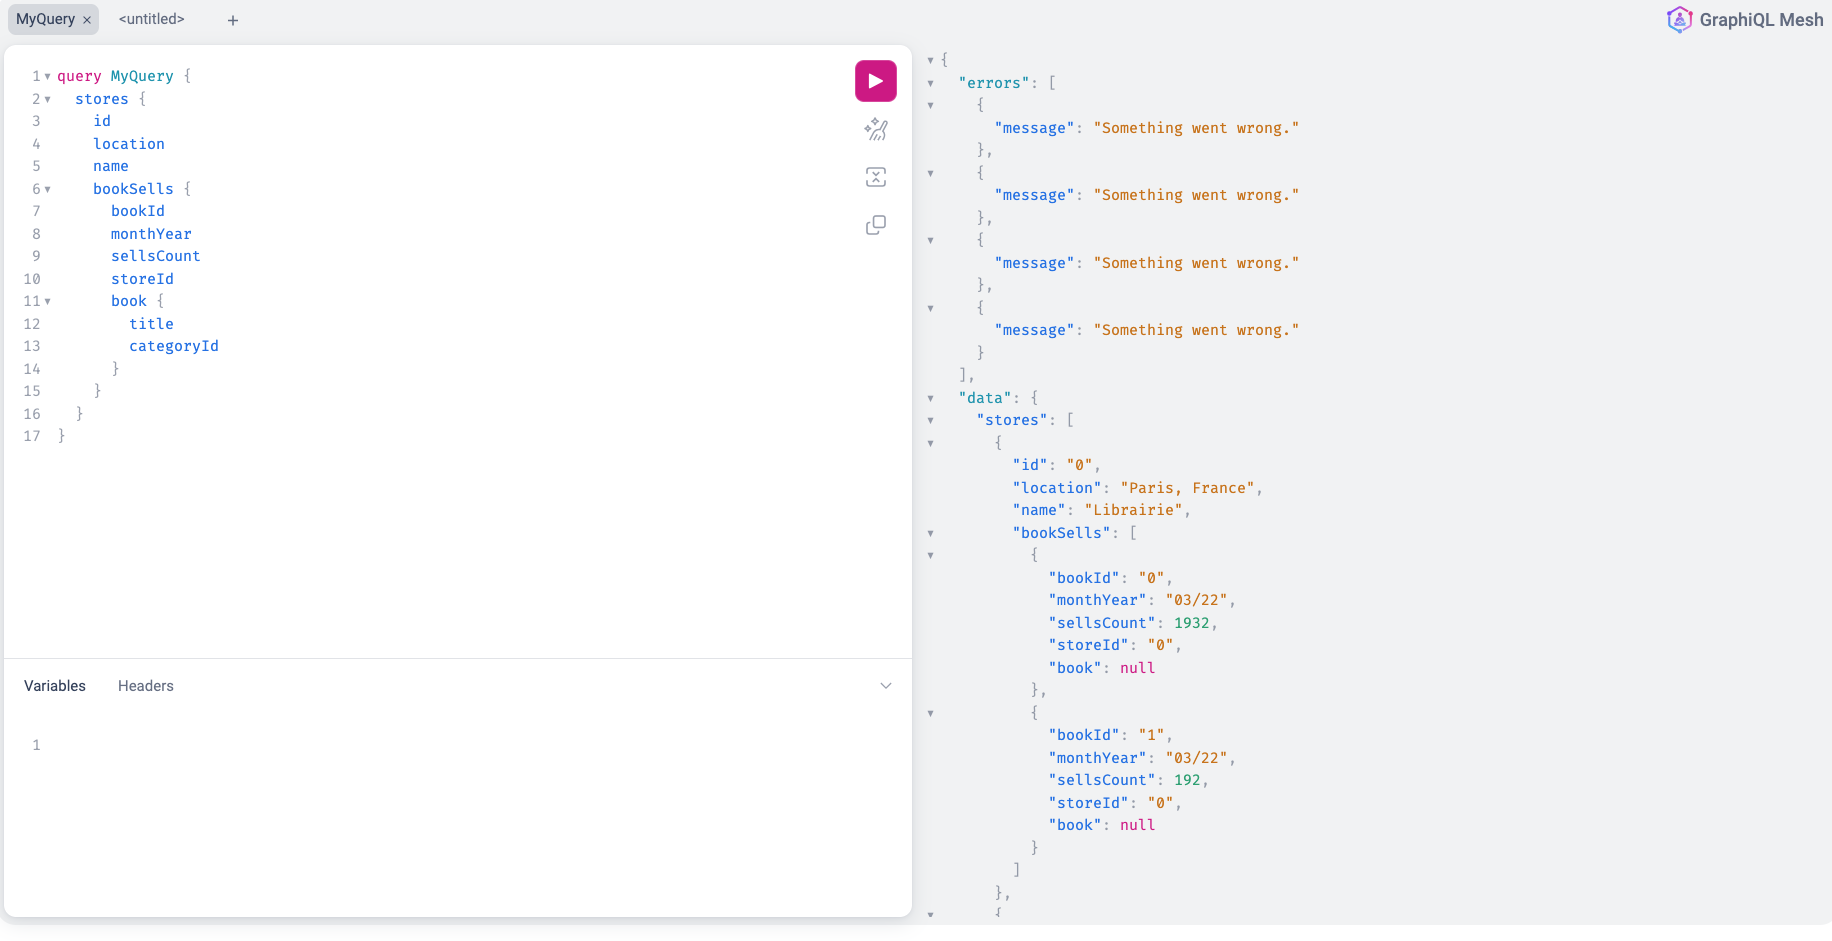 MyQuery × <untitled> +
GraphiQL Mesh
1 query MyQuery {
2 stores {
3 id
4 location
5 name
6 bookSells {
7 bookId
8 monthYear
9 sellsCount
10 storeId
11 book {
12 title
13 categoryId
14 }
15 }
16 }
17 }
Variables Headers
1
{
"errors": [
{
"message": "Something went wrong."
},
{
"message": "Something went wrong."
},
{
"message": "Something went wrong."
},
{
"message": "Something went wrong."
}
],
"data": {
"stores": [
{
"id": "0",
"location": "Paris, France",
"name": "Librairie",
"bookSells": [
{
"bookId": "0",
"monthYear": "03/22",
"sellsCount": 1932,
"storeId": "0",
"book": null
},
{
"bookId": "1",
"monthYear": "03/22",
"sellsCount": 192,
"storeId": "0",
"book": null
}
]
},
{